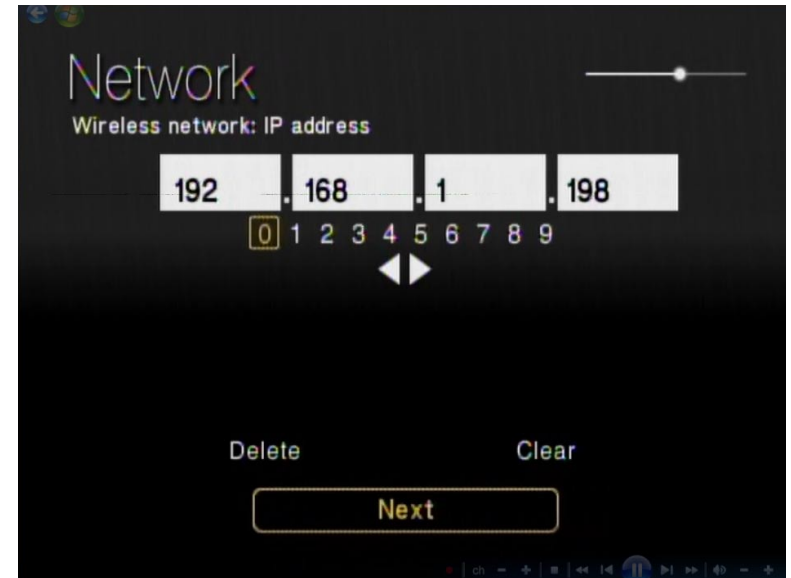 Network
Wireless network: IP address
192 . 168 . 1 . 198
0 1 2 3 4 5 6 7 8 9
Delete Clear
Next
ch - +